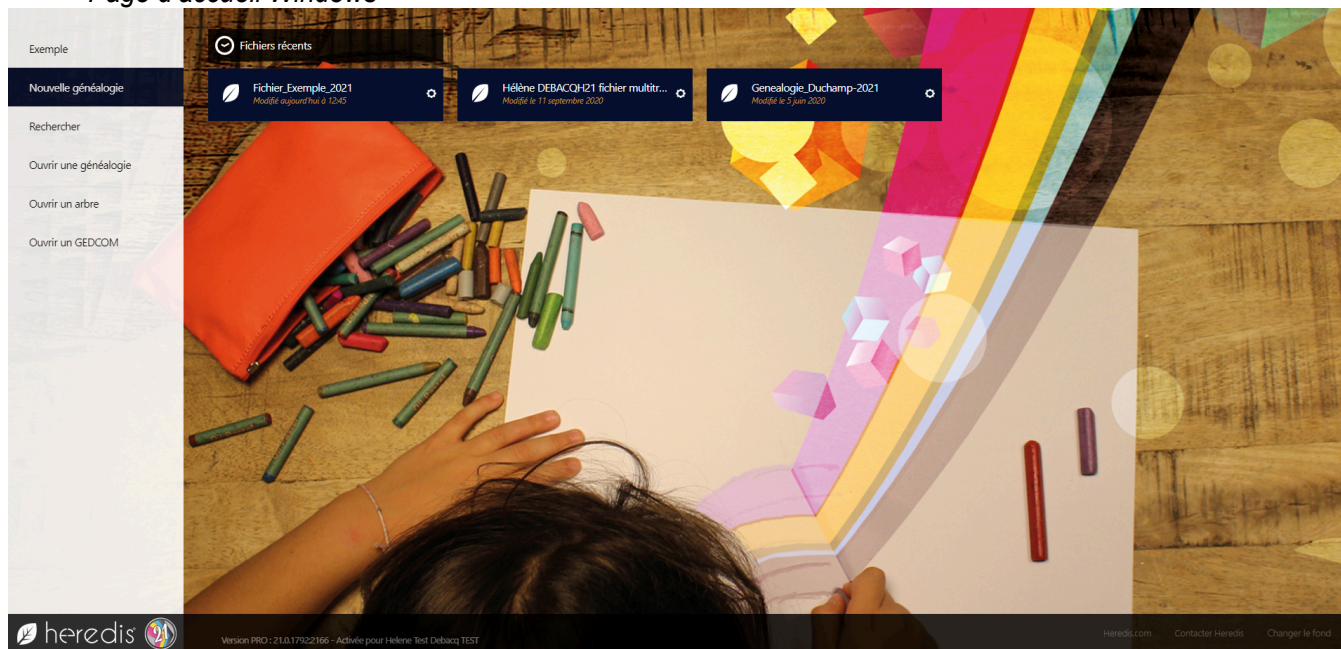 Page d'accueil Windows
Exemple
Nouvelle généalogie
Rechercher
Ouvrir une généalogie
Ouvrir un arbre
Ouvrir un GEDCOM
Fichiers récents
Fichier_Exemple_2021
Modifié aujourd'hui à 12:45
Hélène DEBACQH21 fichier multitr...
Modifié le 11 septembre 2020
Genealogie_Duchamp-2021
Modifié le 5 juin 2020
heredis 21
Version PRO : 21.0.1792:2166 - Activée pour Helene Test Debacq TEST
Heredis.com Contacter Heredis Changer le fond